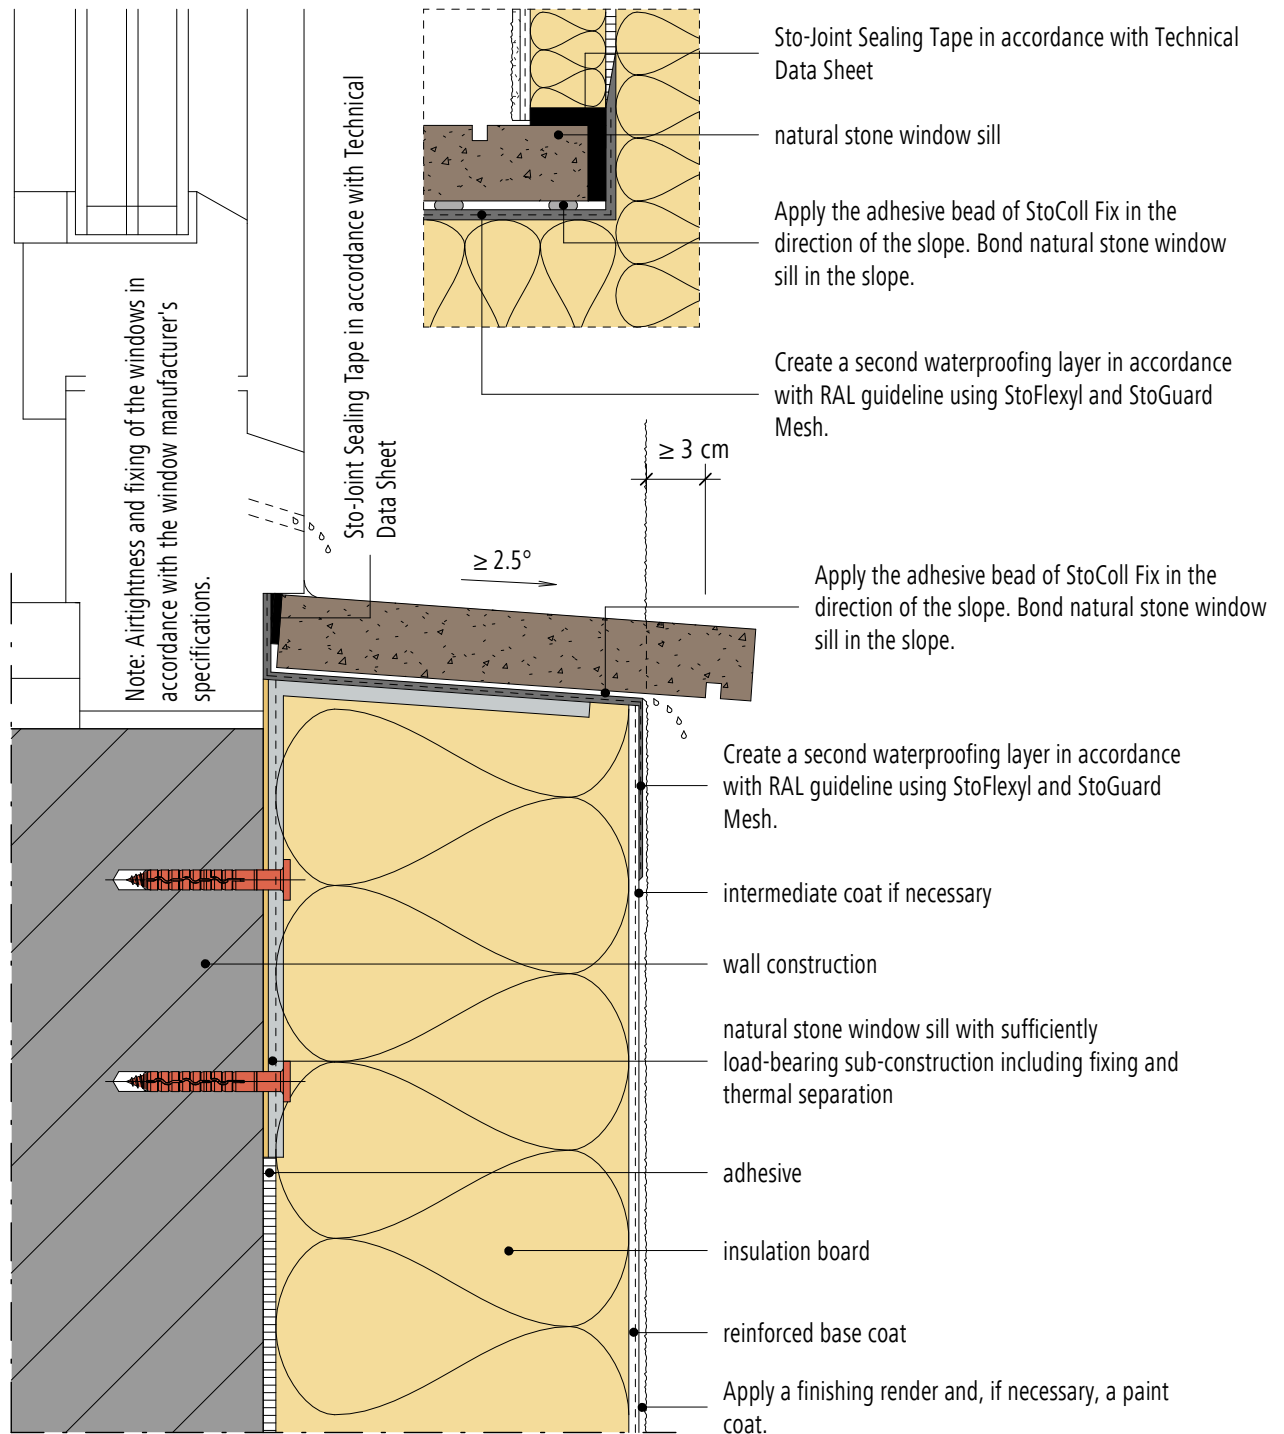 Sto-Joint Sealing Tape in accordance with Technical
Data Sheet
natural stone window sill
Apply the adhesive bead of StoColl Fix in the
direction of the slope. Bond natural stone window
sill in the slope.
Create a second waterproofing layer in accordance
with RAL guideline using StoFlexyl and StoGuard
Mesh.
Sto-Joint Sealing Tape in accordance with Technical
Data Sheet
Note: Airtightness and fixing of the windows in
accordance with the window manufacturer's
specifications.
≥ 3 cm
≥ 2.5°
Apply the adhesive bead of StoColl Fix in the
direction of the slope. Bond natural stone window
sill in the slope.
Create a second waterproofing layer in accordance
with RAL guideline using StoFlexyl and StoGuard
Mesh.
intermediate coat if necessary
wall construction
natural stone window sill with sufficiently
load-bearing sub-construction including fixing and
thermal separation
adhesive
insulation board
reinforced base coat
Apply a finishing render and, if necessary, a paint
coat.